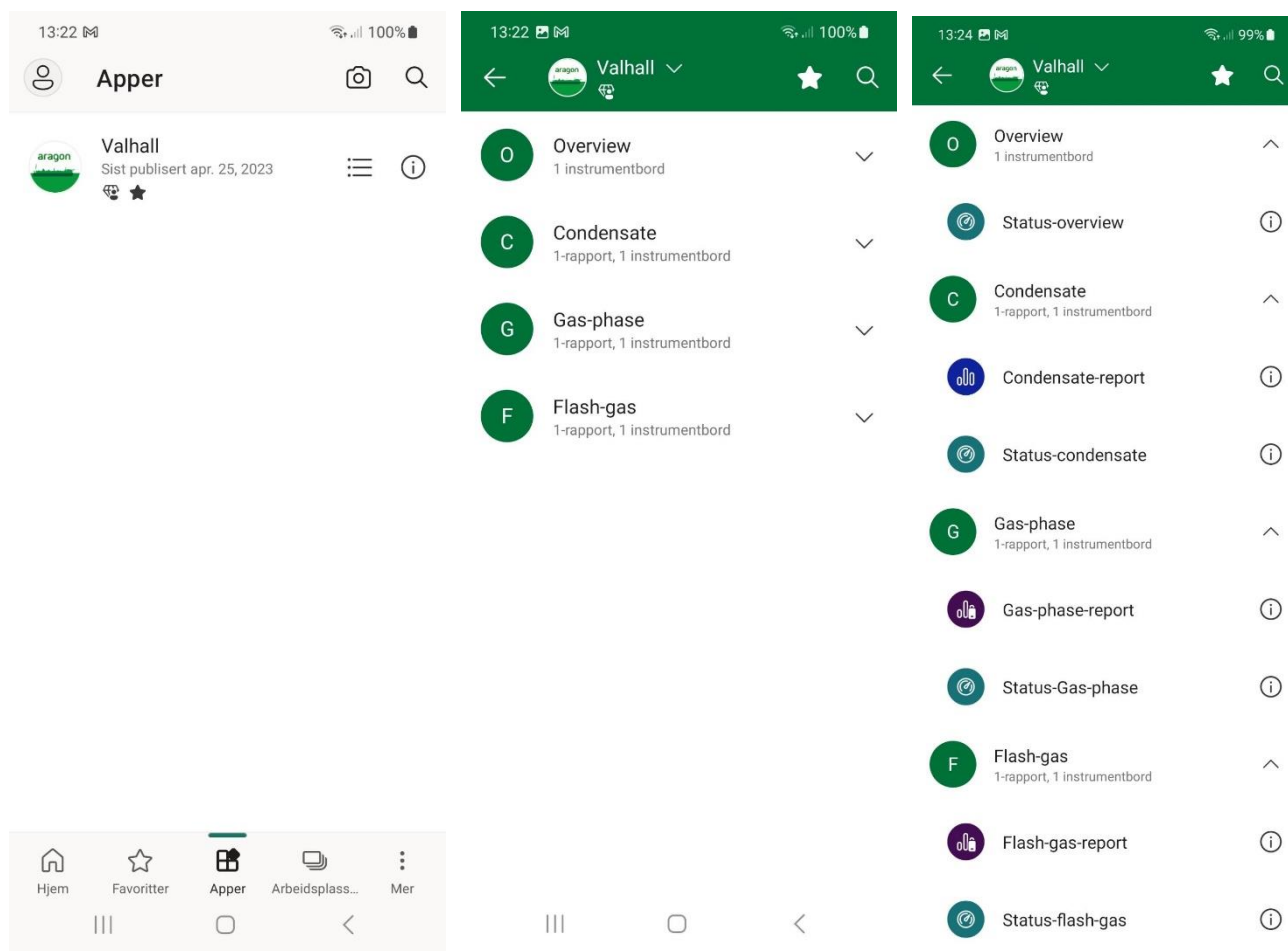 13:22 100%
Apper
aragon
Valhall
Sist publisert apr. 25, 2023
Hjem
Favoritter
Apper
Arbeidsplass...
Mer
13:22 100%
aragon
Valhall
O
Overview
1 instrumentbord
C
Condensate
1-rapport, 1 instrumentbord
G
Gas-phase
1-rapport, 1 instrumentbord
F
Flash-gas
1-rapport, 1 instrumentbord
13:24 99%
aragon
Valhall
O
Overview
1 instrumentbord
Status-overview
C
Condensate
1-rapport, 1 instrumentbord
Condensate-report
Status-condensate
G
Gas-phase
1-rapport, 1 instrumentbord
Gas-phase-report
Status-Gas-phase
F
Flash-gas
1-rapport, 1 instrumentbord
Flash-gas-report
Status-flash-gas